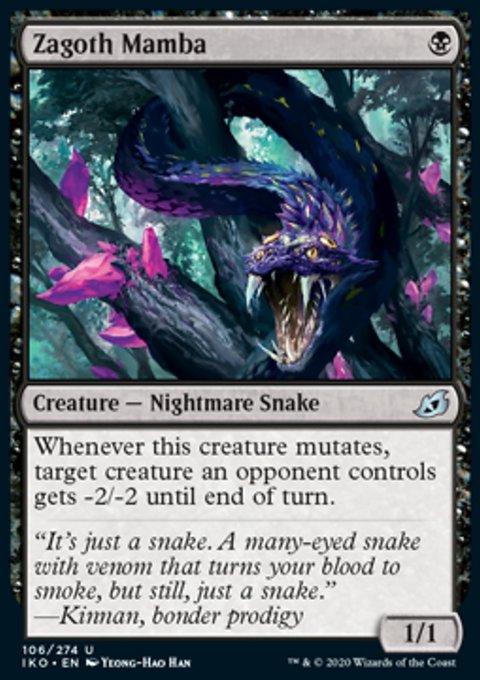 Zagoth Mamba
Creature — Nightmare Snake
Whenever this creature mutates,
target creature an opponent controls
gets -2/-2 until end of turn.
“It’s just a snake. A many-eyed snake
with venom that turns your blood to
smoke, but still, just a snake.”
—Kinnan, bonder prodigy
1/1
106/274 U
IKO • EN Yeong-Hao Han
™ & © 2020 Wizards of the Coast